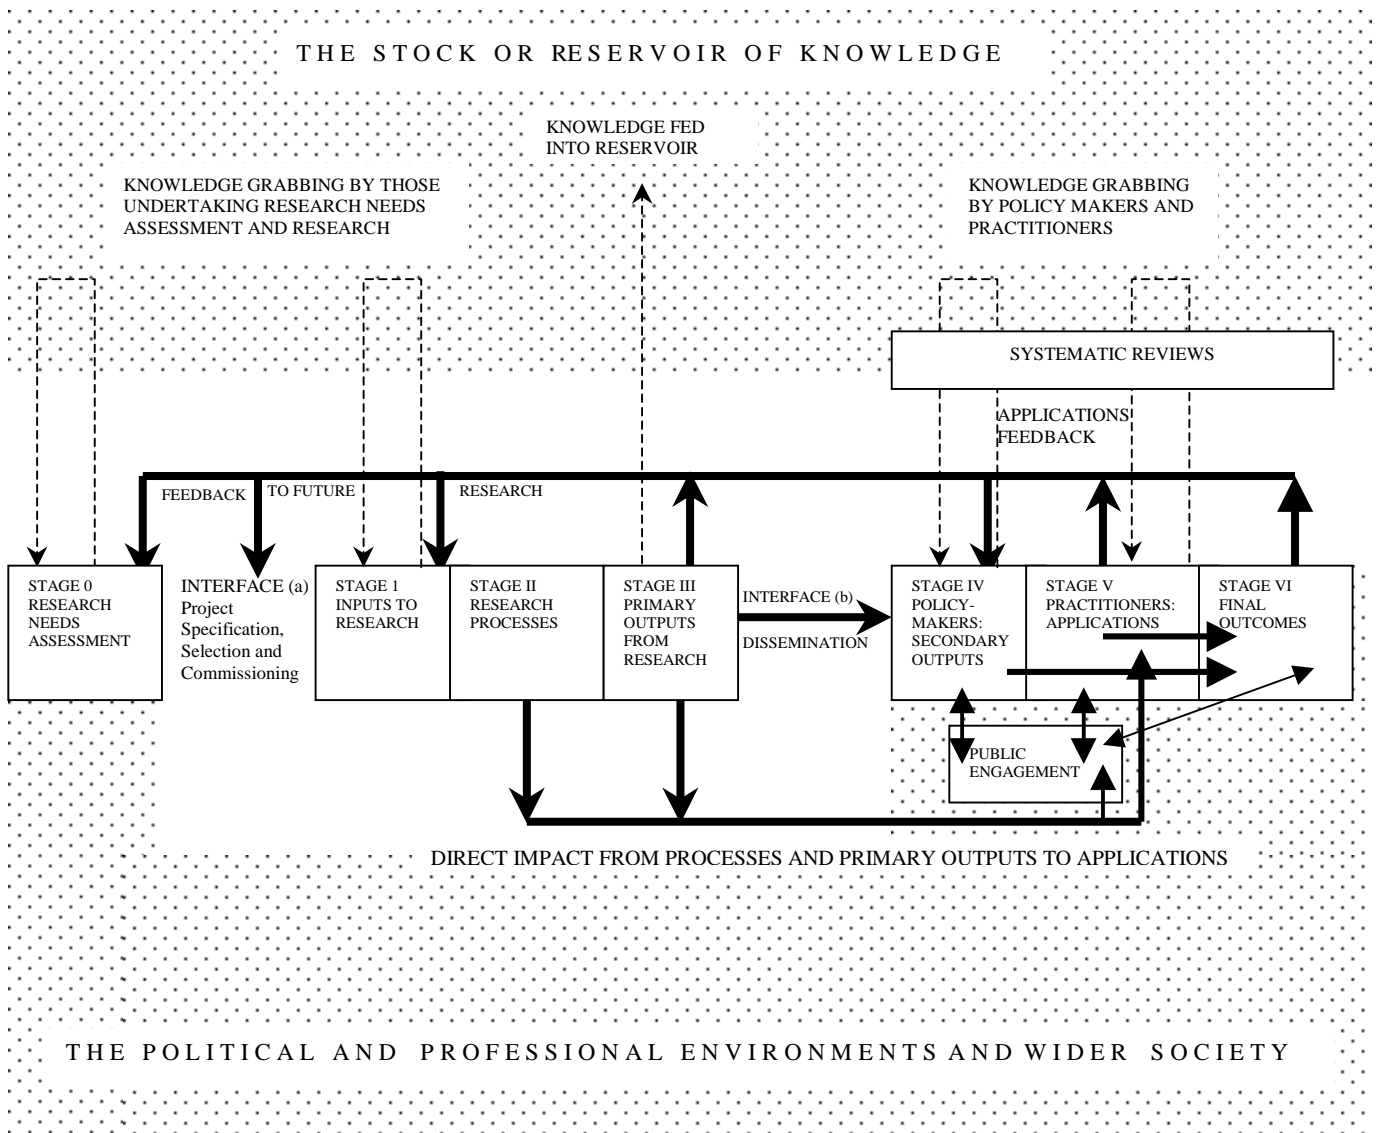 THE STOCK OR RESERVOIR OF KNOWLEDGE
KNOWLEDGE FED
INTO RESERVOIR
KNOWLEDGE GRABBING BY THOSE
UNDERTAKING RESEARCH NEEDS
ASSESSMENT AND RESEARCH
KNOWLEDGE GRABBING
BY POLICY MAKERS AND
PRACTITIONERS
SYSTEMATIC REVIEWS
APPLICATIONS
FEEDBACK
FEEDBACK
TO FUTURE
RESEARCH
STAGE 0
RESEARCH
NEEDS
ASSESSMENT
INTERFACE (a)
Project
Specification,
Selection and
Commissioning
STAGE 1
INPUTS TO
RESEARCH
STAGE II
RESEARCH
PROCESSES
STAGE III
PRIMARY
OUTPUTS
FROM
RESEARCH
INTERFACE (b)
DISSEMINATION
STAGE IV
POLICY-
MAKERS:
SECONDARY
OUTPUTS
STAGE V
PRACTITIONERS:
APPLICATIONS
STAGE VI
FINAL
OUTCOMES
PUBLIC
ENGAGEMENT
DIRECT IMPACT FROM PROCESSES AND PRIMARY OUTPUTS TO APPLICATIONS
THE POLITICAL AND PROFESSIONAL ENVIRONMENTS AND WIDER SOCIETY